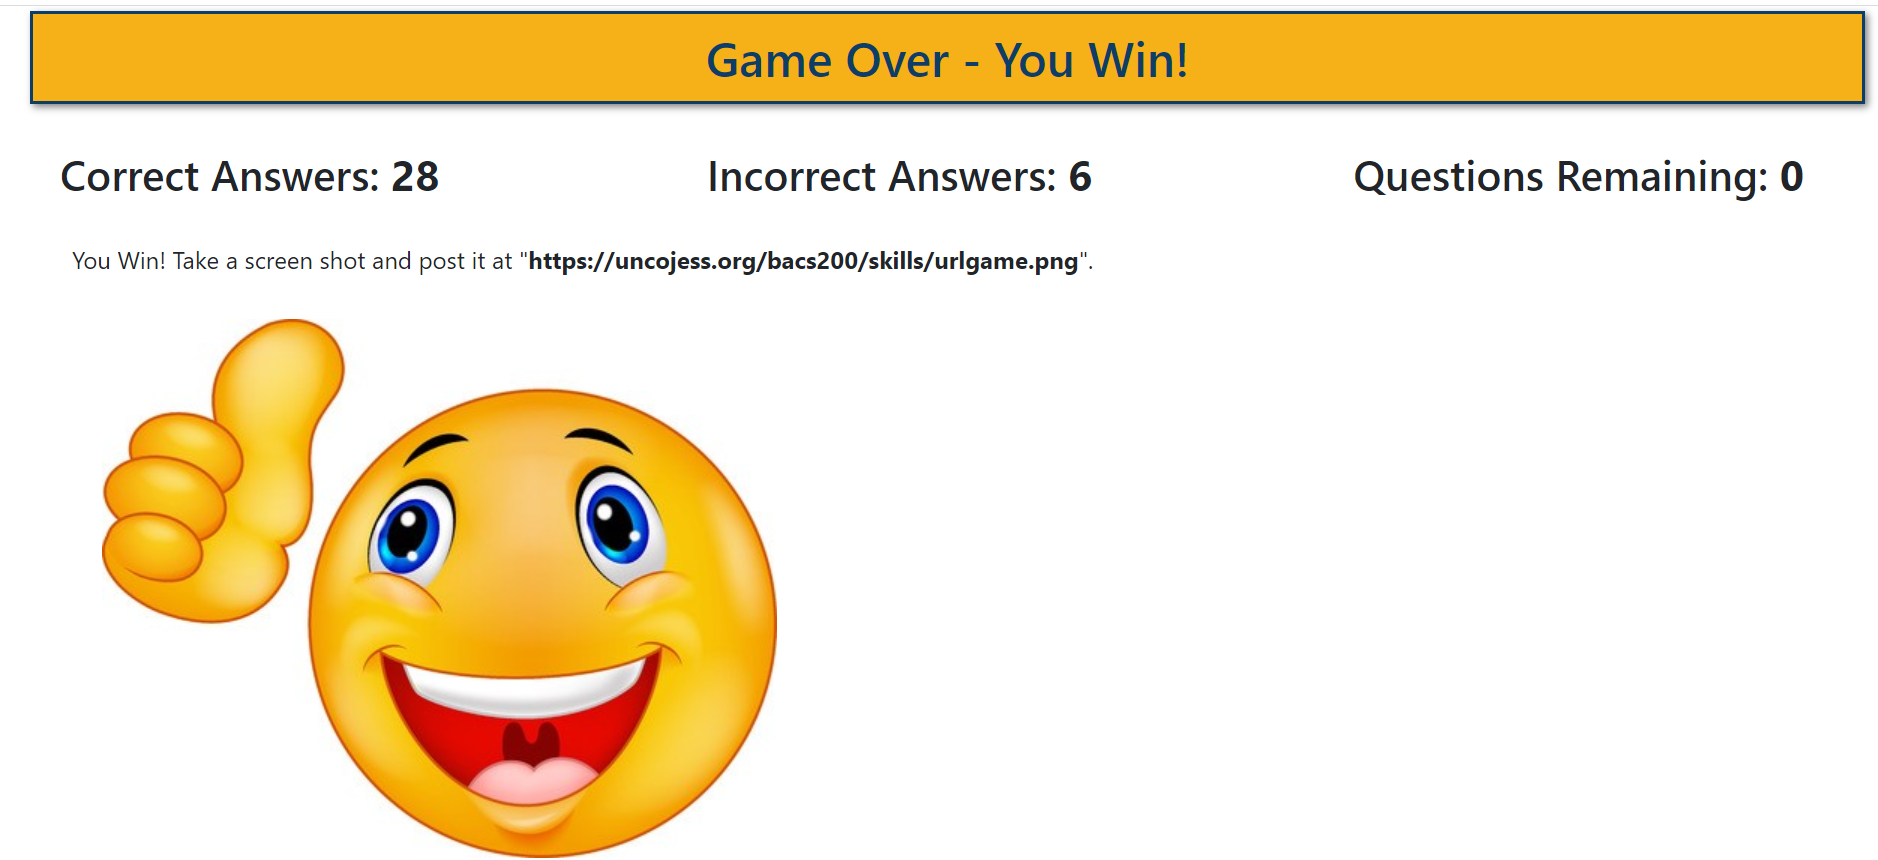 Game Over - You Win!
Correct Answers: 28 Incorrect Answers: 6 Questions Remaining: 0
You Win! Take a screen shot and post it at "https://uncojess.org/bacs200/skills/urlgame.png".